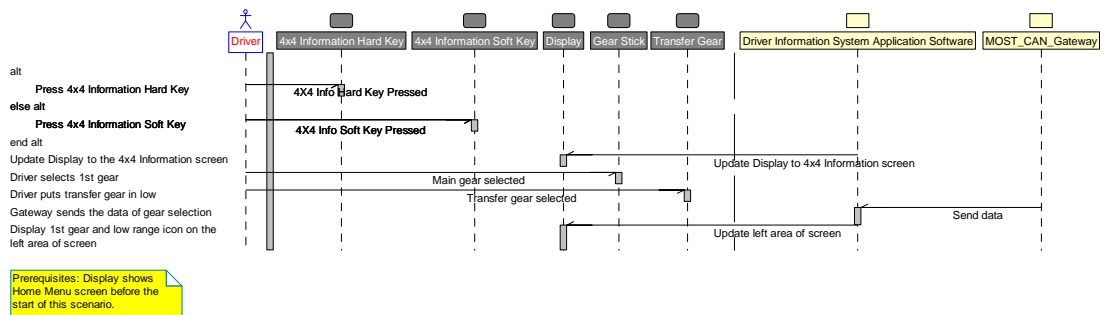 Driver
4x4 Information Hard Key
4x4 Information Soft Key
Display
Gear Stick
Transfer Gear
Driver Information System Application Software
MOST_CAN_Gateway
alt
Press 4x4 Information Hard Key
4X4 Info Hard Key Pressed
else alt
Press 4x4 Information Soft Key
4X4 Info Soft Key Pressed
end alt
Update Display to the 4x4 Information screen
Update Display to 4x4 Information screen
Driver selects 1st gear
Main gear selected
Driver puts transfer gear in low
Transfer gear selected
Gateway sends the data of gear selection
Send data
Display 1st gear and low range icon on the
left area of screen
Update left area of screen
Prerequisites: Display shows
Home Menu screen before the
start of this scenario.